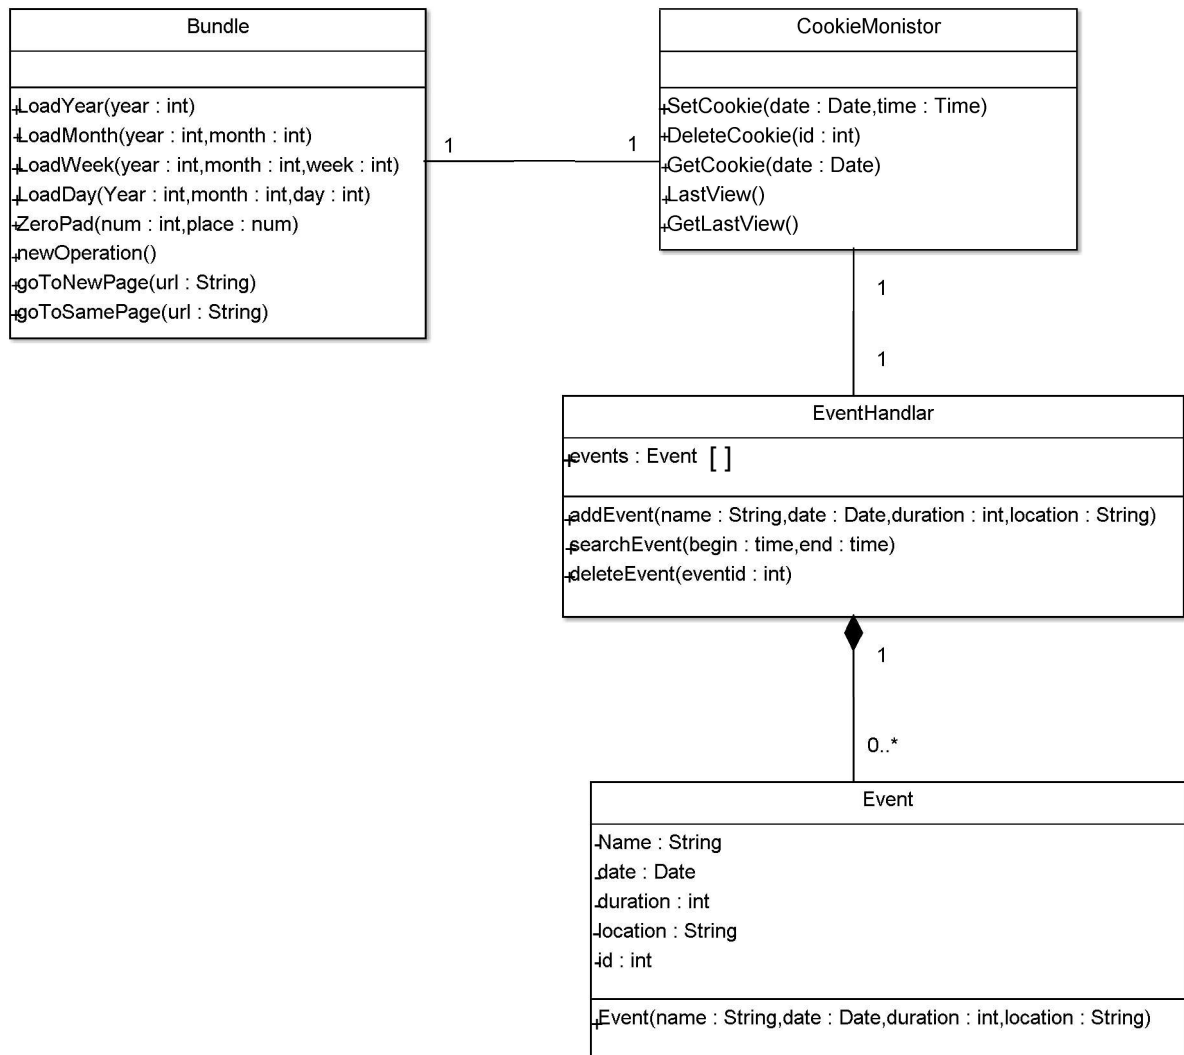 Bundle
+LoadYear(year : int)
+LoadMonth(year : int,month : int)
+LoadWeek(year : int,month : int,week : int)
+LoadDay(Year : int,month : int,day : int)
+ZeroPad(num : int,place : num)
+newOperation()
+goToNewPage(url : String)
+goToSamePage(url : String)
1
1
CookieMonistor
+SetCookie(date : Date,time : Time)
+DeleteCookie(id : int)
+GetCookie(date : Date)
+LastView()
+GetLastView()
1
1
EventHandlar
+events : Event [ ]
+addEvent(name : String,date : Date,duration : int,location : String)
+searchEvent(begin : time,end : time)
+deleteEvent(eventid : int)
1
0..*
Event
-Name : String
-date : Date
-duration : int
-location : String
-id : int
+Event(name : String,date : Date,duration : int,location : String)